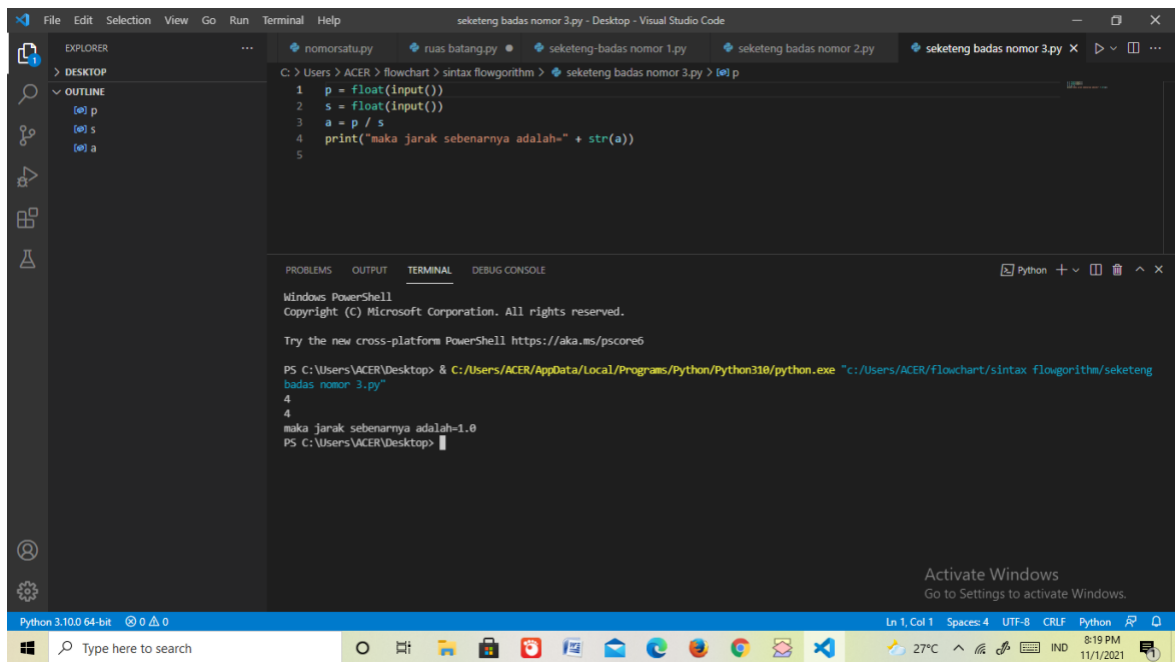 File Edit Selection View Go Run Terminal Help
seketeng badas nomor 3.py - Desktop - Visual Studio Code
EXPLORER
nomorsatu.py
ruas batang.py
seketeng-badas nomor 1.py
seketeng badas nomor 2.py
seketeng badas nomor 3.py
1
DESKTOP
OUTLINE
p
s
a
C: > Users > ACER > flowchart > sintax flowgorithm > seketeng badas nomor 3.py > p
1 p = float(input())
2 s = float(input())
3 a = p / s
4 print("maka jarak sebenarnya adalah=" + str(a))
5
PROBLEMS OUTPUT TERMINAL DEBUG CONSOLE
Python
Windows PowerShell
Copyright (C) Microsoft Corporation. All rights reserved.
Try the new cross-platform PowerShell https://aka.ms/pscore6
PS C:\Users\ACER\Desktop> & C:/Users/ACER/AppData/Local/Programs/Python/Python310/python.exe "c:/Users/ACER/flowchart/sintax flowgorithm/seketeng
badas nomor 3.py"
4
4
maka jarak sebenarnya adalah=1.0
PS C:\Users\ACER\Desktop>
Activate Windows
Go to Settings to activate Windows.
Python 3.10.0 64-bit 0 0
Ln 1, Col 1 Spaces: 4 UTF-8 CRLF Python
Type here to search
27°C
IND
8:19 PM
11/1/2021
1